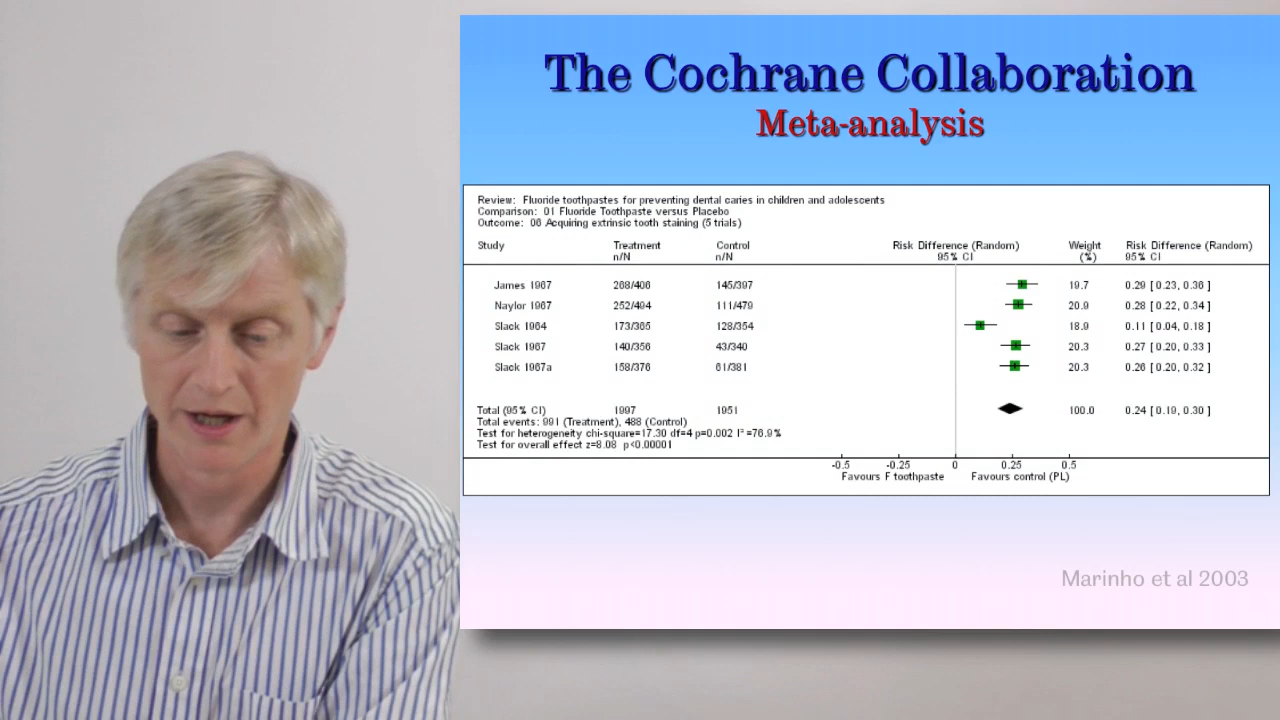 The Cochrane Collaboration
Meta-analysis
Review: Fluoride toothpastes for preventing dental caries in children and adolescents
Comparison: 01 Fluoride Toothpaste versus Placebo
Outcome: 06 Acquiring extrinsic tooth staining (5 trials)
Study Treatment Control Risk Difference (Random) Weight Risk Difference (Random)
n/N n/N 95% CI (%) 95% CI
James 1967 268/406 145/397 19.7 0.29 [ 0.23, 0.36 ]
Naylor 1967 252/494 111/479 20.9 0.28 [ 0.22, 0.34 ]
Slack 1964 173/365 128/354 18.9 0.11 [ 0.04, 0.18 ]
Slack 1967 140/356 43/340 20.3 0.27 [ 0.20, 0.33 ]
Slack 1967a 158/376 61/381 20.3 0.26 [ 0.20, 0.32 ]
Total (95% CI) 1997 1951 100.0 0.24 [ 0.19, 0.30 ]
Total events: 991 (Treatment), 488 (Control)
Test for heterogeneity chi-square=17.30 df=4 p=0.002 I² =76.9%
Test for overall effect z=8.08 p<0.00001
-0.5 -0.25 0 0.25 0.5
Favours F toothpaste Favours control (PL)
Marinho et al 2003